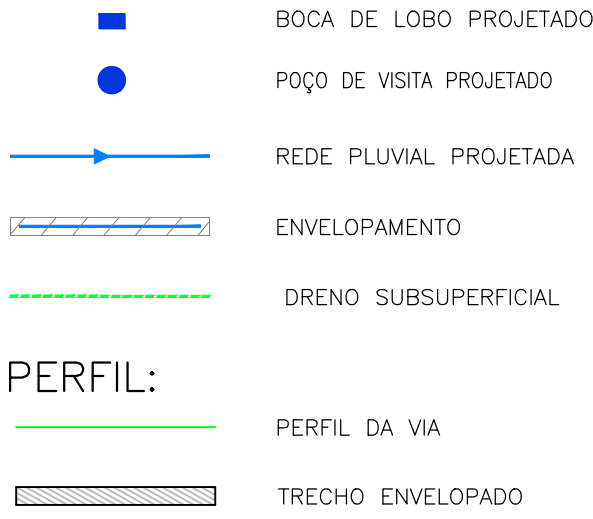 BOCA DE LOBO PROJETADO
POÇO DE VISITA PROJETADO
REDE PLUVIAL PROJETADA
ENVELOPAMENTO
DRENO SUBSUPERFICIAL
PERFIL:
PERFIL DA VIA
TRECHO ENVELOPADO